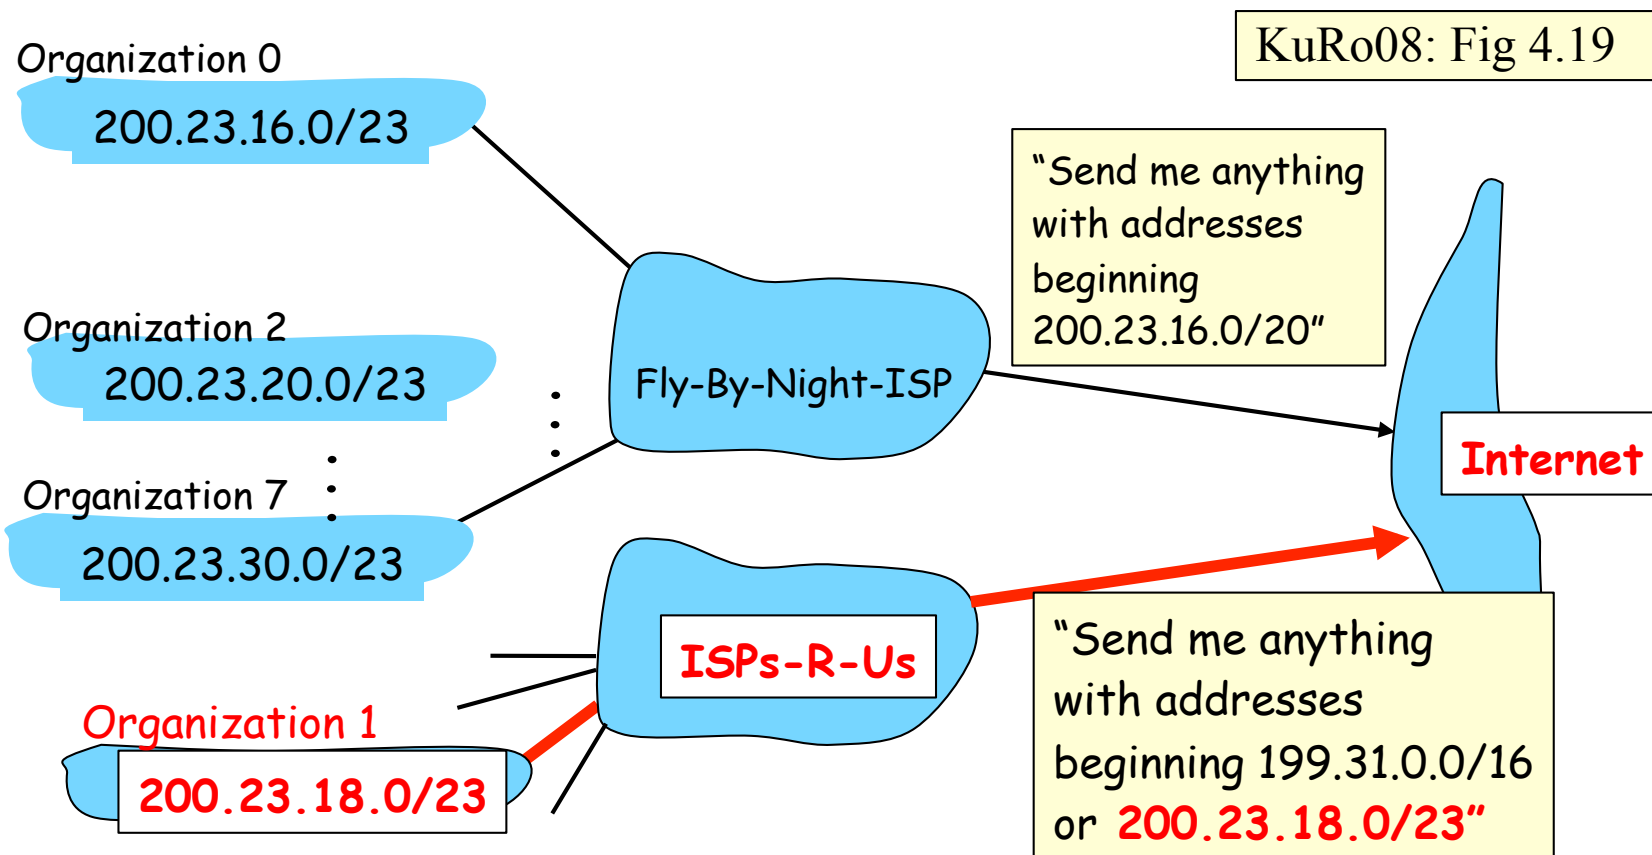 KuRo08: Fig 4.19
Organization 0
200.23.16.0/23
"Send me anything
with addresses
beginning
200.23.16.0/20"
Organization 2
200.23.20.0/23
Fly-By-Night-ISP
Internet
Organization 7
200.23.30.0/23
ISPs-R-Us
"Send me anything
with addresses
beginning 199.31.0.0/16
or 200.23.18.0/23"
Organization 1
200.23.18.0/23